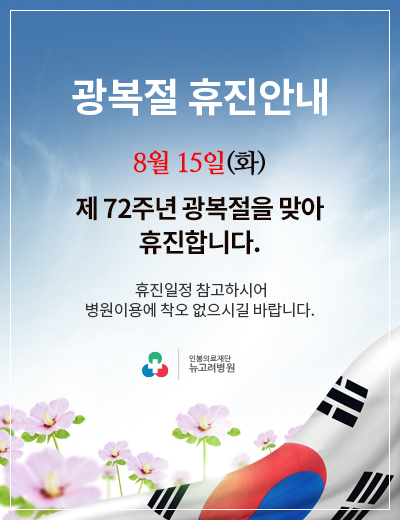 광복절 휴진안내
8월 15일(화)
제 72주년 광복절을 맞아
휴진합니다.
휴진일정 참고하시어
병원이용에 착오 없으시길 바랍니다.
인봉의료재단
뉴고려병원